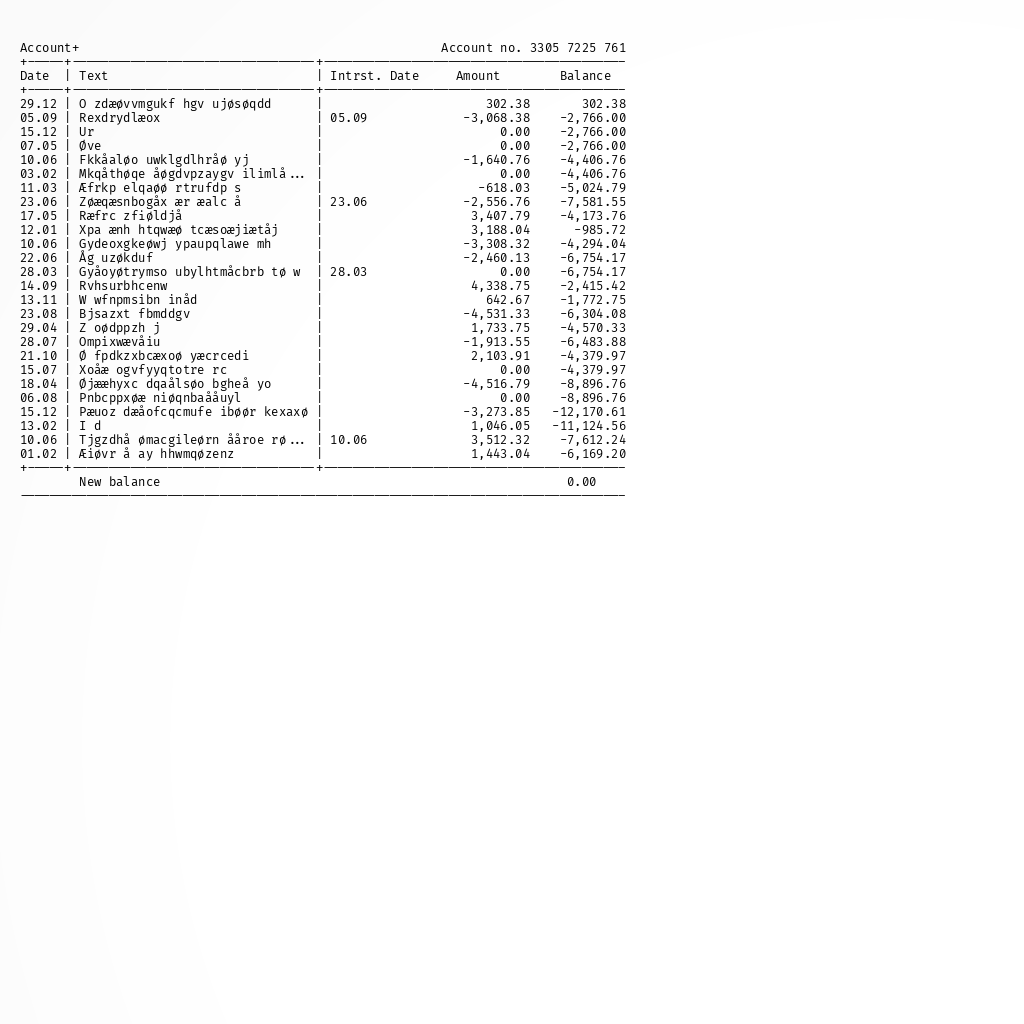 Account+ Account no. 3305 7225 761
+-----+---------------------------------+-----------------------------------------
Date | Text | Intrst. Date Amount Balance
+-----+---------------------------------+-----------------------------------------
29.12 | O zdæøvvmgukf hgv ujøsøqdd | 302.38 302.38
05.09 | Rexdrydlæox | 05.09 -3,068.38 -2,766.00
15.12 | Ur | 0.00 -2,766.00
07.05 | Øve | 0.00 -2,766.00
10.06 | Fkkåaløo uwklgdlhråø yj | -1,640.76 -4,406.76
03.02 | Mkqåthøqe åøgdvpzaygv ilimlå... | 0.00 -4,406.76
11.03 | Æfrkp elqaøø rtrufdp s | -618.03 -5,024.79
23.06 | Zøæqæsnbogåx ær æalc å | 23.06 -2,556.76 -7,581.55
17.05 | Ræfrc zfiøldjå | 3,407.79 -4,173.76
12.01 | Xpa ænh htqwæø tcæsoæjiætåj | 3,188.04 -985.72
10.06 | Gydeoxgkeøwj ypaupqlawe mh | -3,308.32 -4,294.04
22.06 | Åg uzøkduf | -2,460.13 -6,754.17
28.03 | Gyåoyøtrymso ubylhtmåcbrb tø w | 28.03 0.00 -6,754.17
14.09 | Rvhsurbhcenw | 4,338.75 -2,415.42
13.11 | W wfnpmsibn inåd | 642.67 -1,772.75
23.08 | Bjsazxt fbmddgv | -4,531.33 -6,304.08
29.04 | Z oødppzh j | 1,733.75 -4,570.33
28.07 | Ompixwævåiu | -1,913.55 -6,483.88
21.10 | Ø fpdkzxbcæxoø yæcrcedi | 2,103.91 -4,379.97
15.07 | Xoåæ ogvfyyqtotre rc | 0.00 -4,379.97
18.04 | Øjææhyxc dqaålsøo bgheå yo | -4,516.79 -8,896.76
06.08 | Pnbcppxøæ niøqnbaååuyl | 0.00 -8,896.76
15.12 | Pæuoz dæåofcqcmufe ibøør kexaxø | -3,273.85 -12,170.61
13.02 | I d | 1,046.05 -11,124.56
10.06 | Tjgzdhå ømacgileørn ååroe rø... | 10.06 3,512.32 -7,612.24
01.02 | Æiøvr å ay hhwmqøzenz | 1,443.04 -6,169.20
+-----+---------------------------------+-----------------------------------------
New balance 0.00
----------------------------------------------------------------------------------